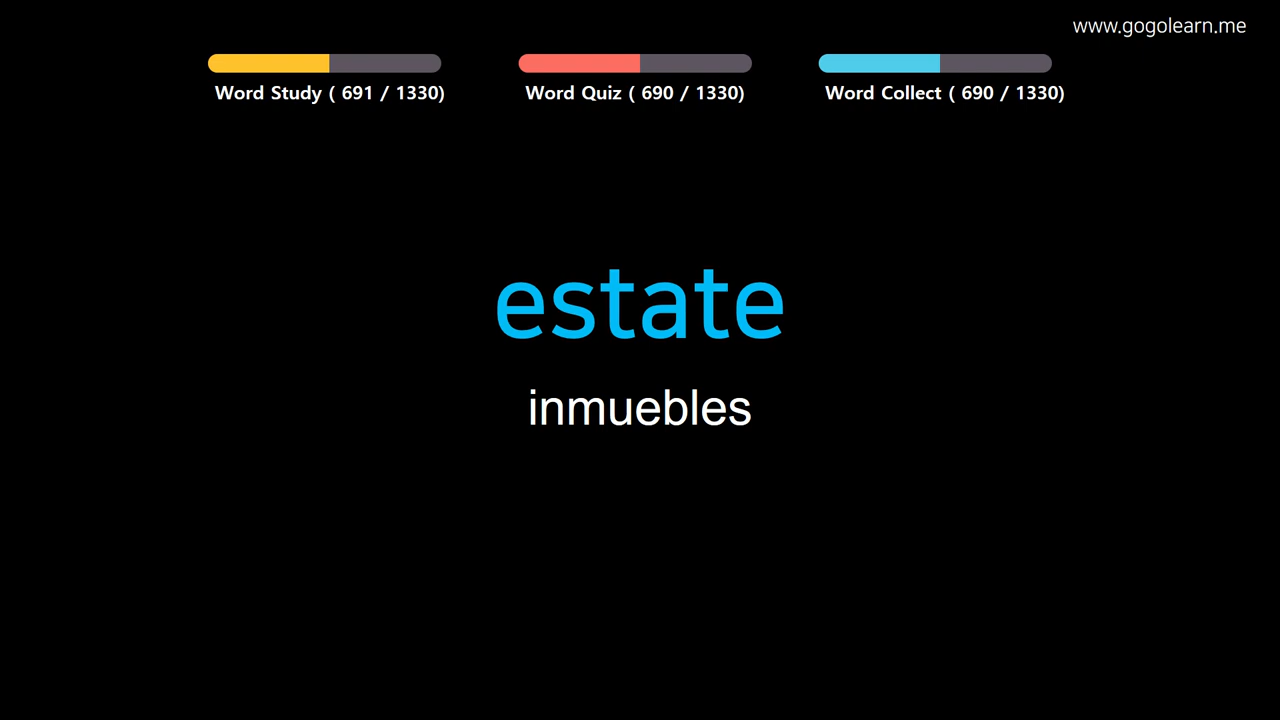 www.gogolearn.me
Word Study ( 691 / 1330)
Word Quiz ( 690 / 1330)
Word Collect ( 690 / 1330)
estate
inmuebles